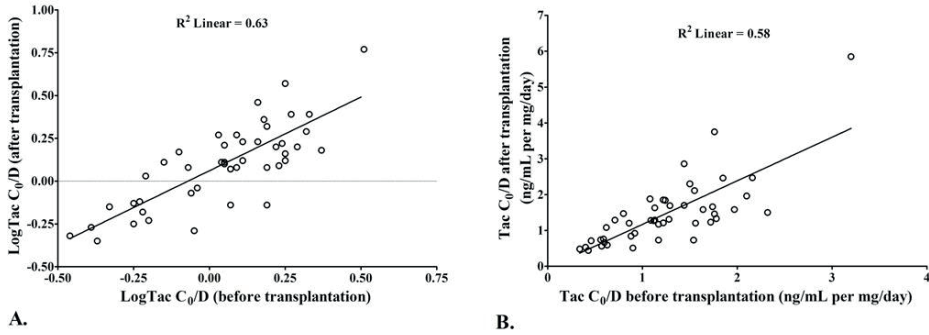 R² Linear = 0.63
LogTac C₀/D (after transplantation)
1.00
0.75
0.50
0.25
0.00
-0.25
-0.50
-0.50
-0.25
0.00
0.25
0.50
0.75
LogTac C₀/D (before transplantation)
A.
R² Linear = 0.58
Tac C₀/D after transplantation
(ng/mL per mg/day)
7
6
5
4
3
2
1
0
0
1
2
3
4
Tac C₀/D before transplantation (ng/mL per mg/day)
B.